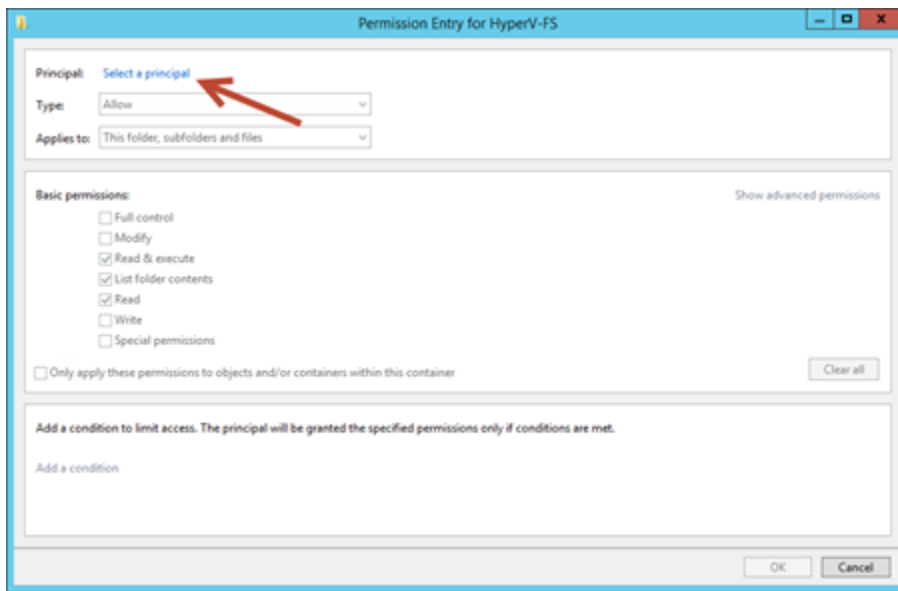 Permission Entry for HyperV-FS
Principal: Select a principal
Type: Allow
Applies to: This folder, subfolders and files
Basic permissions: Show advanced permissions
Full control
Modify
Read & execute
List folder contents
Read
Write
Special permissions
Only apply these permissions to objects and/or containers within this container Clear all
Add a condition to limit access. The principal will be granted the specified permissions only if conditions are met.
Add a condition
OK Cancel